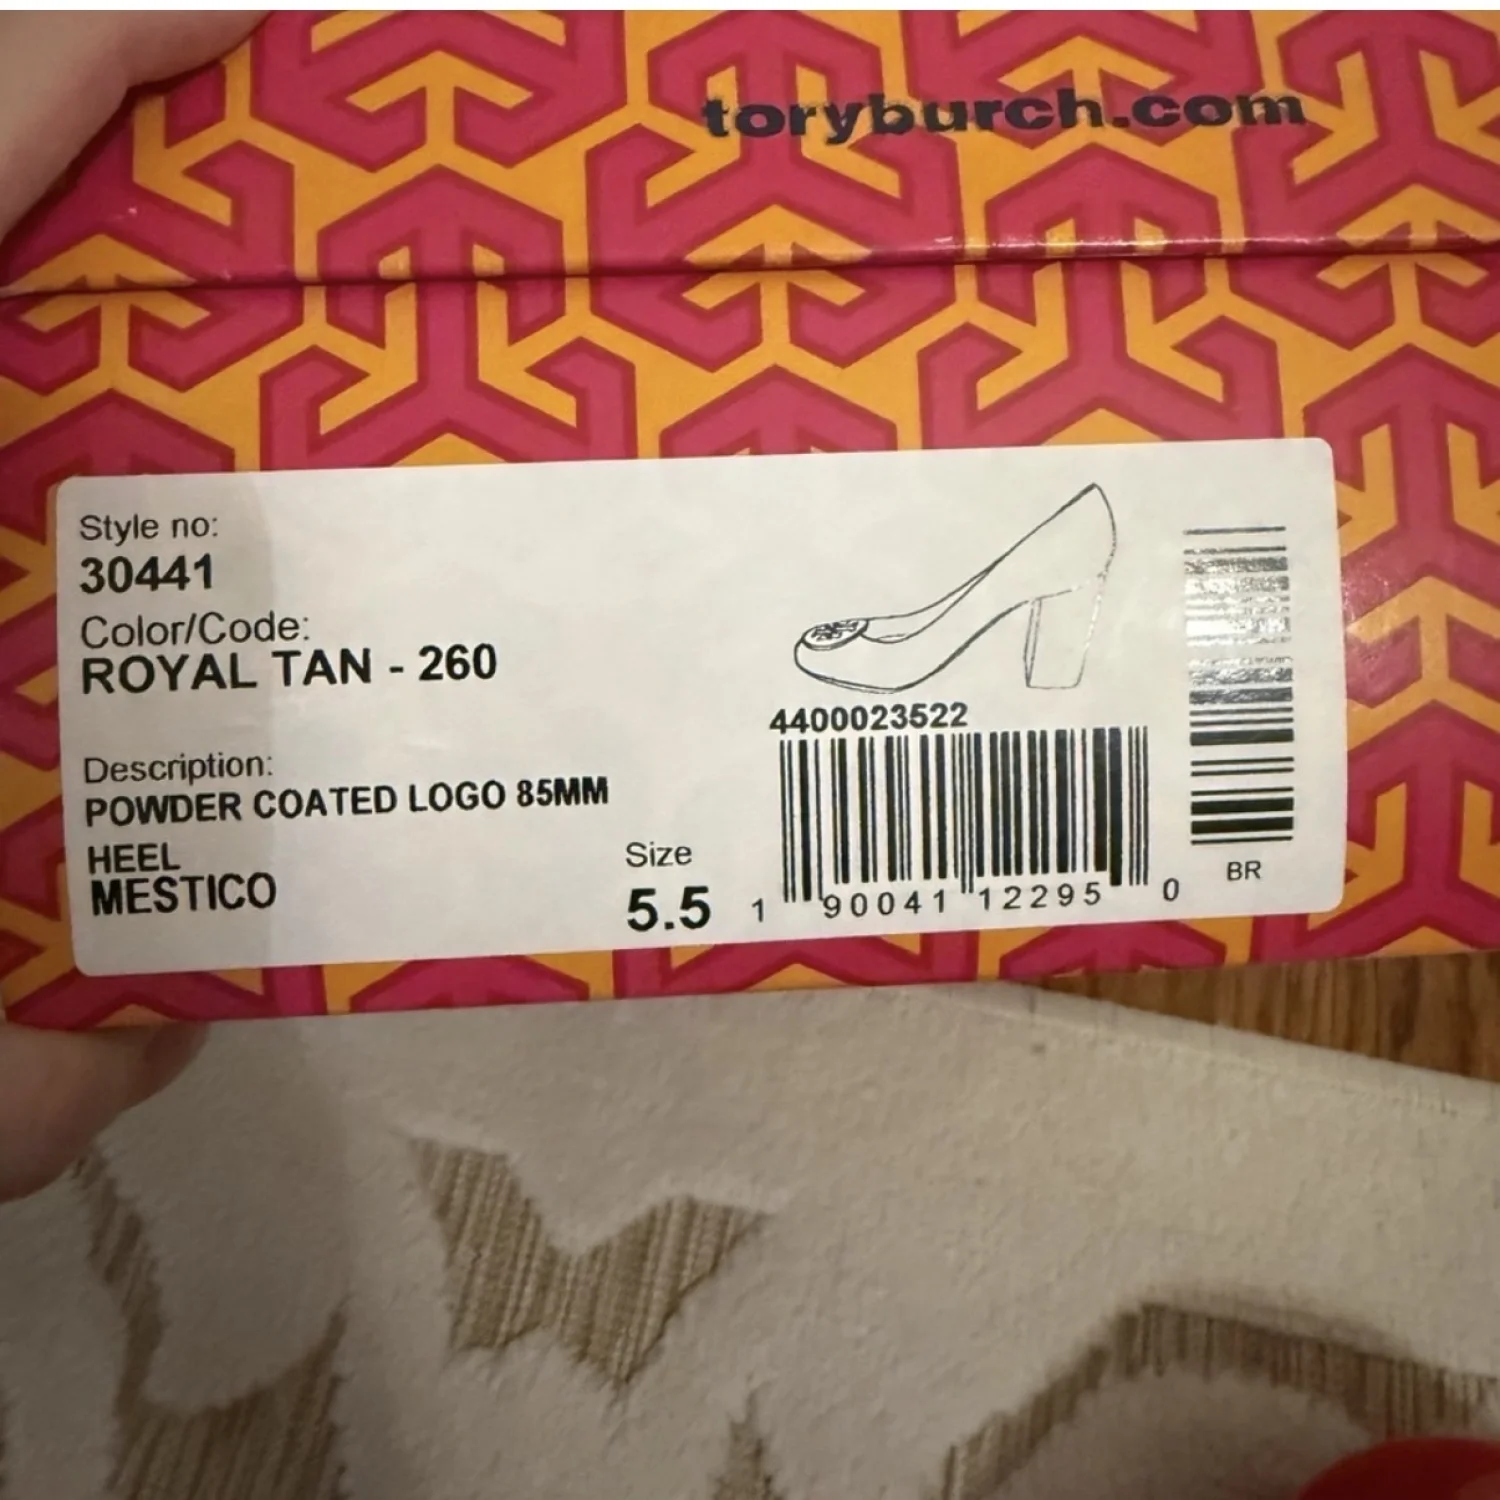 toryburch.com
Style no:
30441
Color/Code:
ROYAL TAN - 260
Description:
POWDER COATED LOGO 85MM
HEEL
MESTICO
Size
5.5
4400023522
1 90041 12295 0
BR